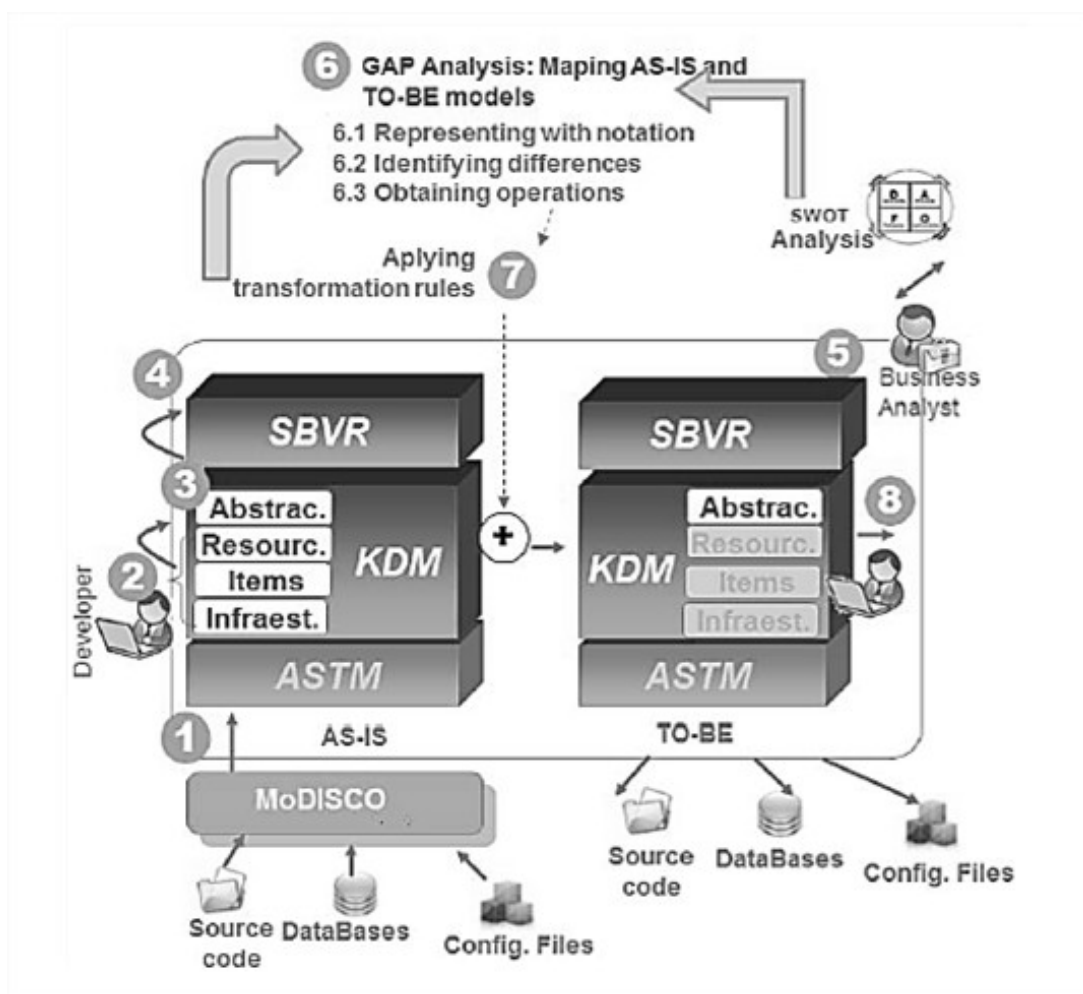 6 GAP Analysis: Maping AS-IS and
TO-BE models
6.1 Representing with notation
6.2 Identifying differences
6.3 Obtaining operations
D A
F O
SWOT
Analysis
Aplying
transformation rules
7
4
5
Business
Analyst
SBVR
SBVR
3
8
Abstrac.
Resourc.
Items
Infraest.
KDM
+
KDM
Abstrac.
Resourc.
Items
Infraest.
2
Developer
ASTM
ASTM
1
AS-IS
TO-BE
MoDISCO
Source
code
DataBases
Config. Files
Source
code
DataBases
Config. Files